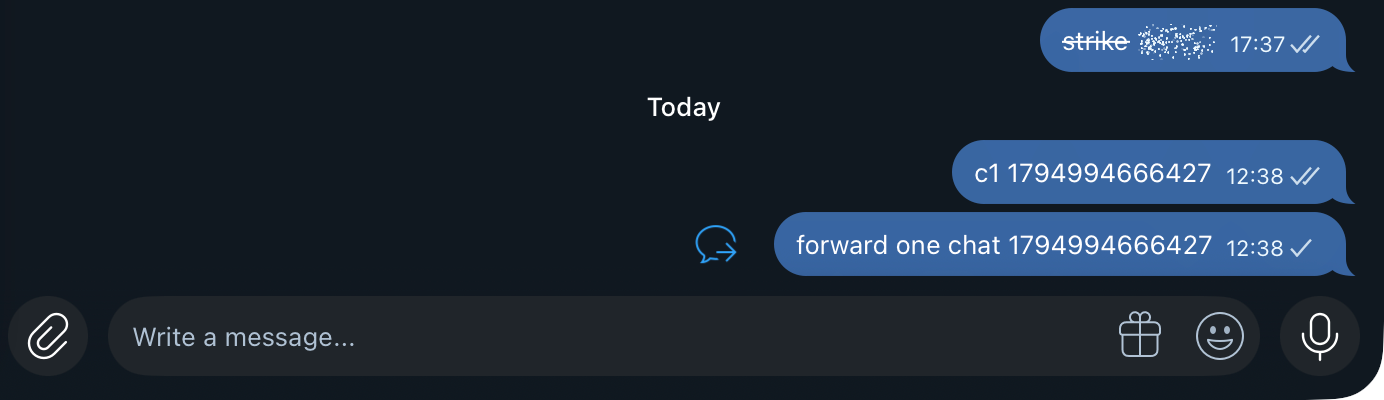 strike 17:37
Today
c1 1794994666427 12:38
forward one chat 1794994666427 12:38
Write a message...